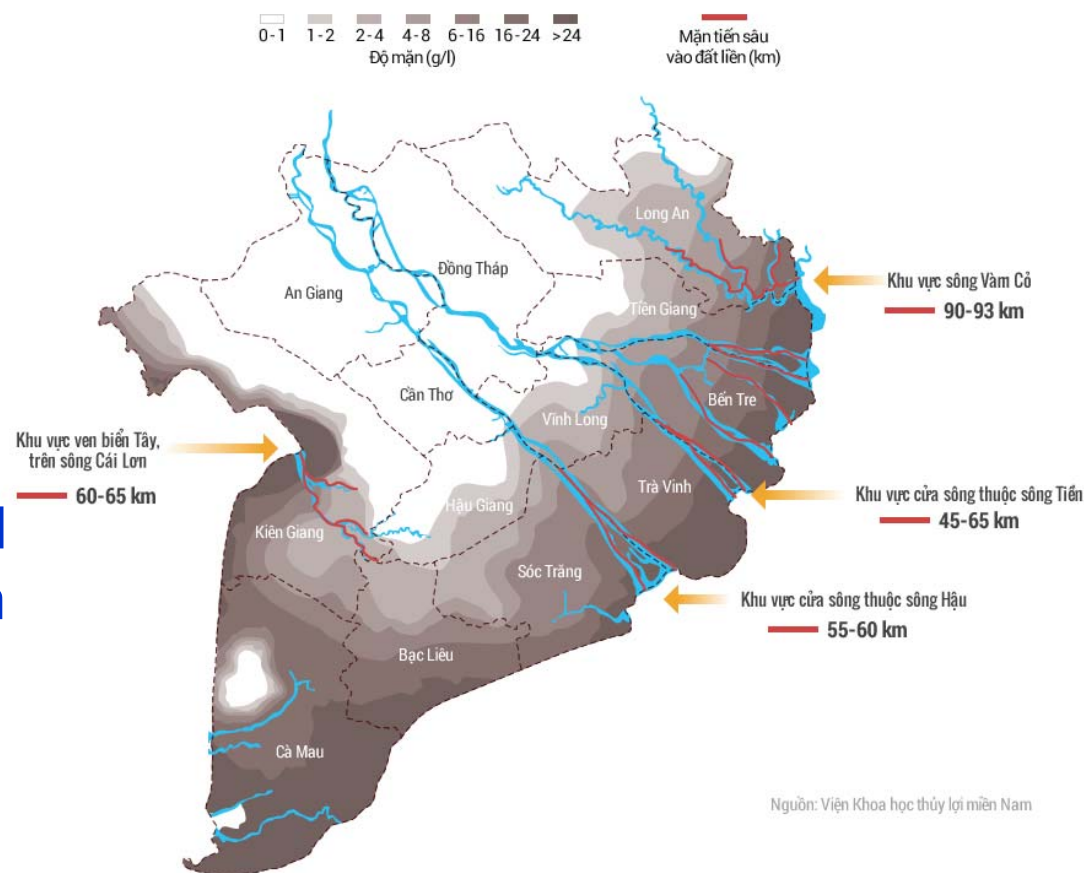 0-1 1-2 2-4 4-8 6-16 16-24 >24
Độ mặn (g/l)
Mặn tiến sâu
vào đất liền (km)
Long An
Đồng Tháp
An Giang
Khu vực sông Vàm Cỏ
90-93 km
Tiền Giang
Cần Thơ
Bến Tre
Vĩnh Long
Khu vực ven biển Tây,
trên sông Cái Lơn
60-65 km
Trà Vinh
Khu vực cửa sông thuộc sông Tiền
45-65 km
Hậu Giang
Kiên Giang
Sóc Trăng
Khu vực cửa sông thuộc sông Hậu
55-60 km
Bạc Liêu
Cà Mau
Nguồn: Viện Khoa học thủy lợi miền Nam